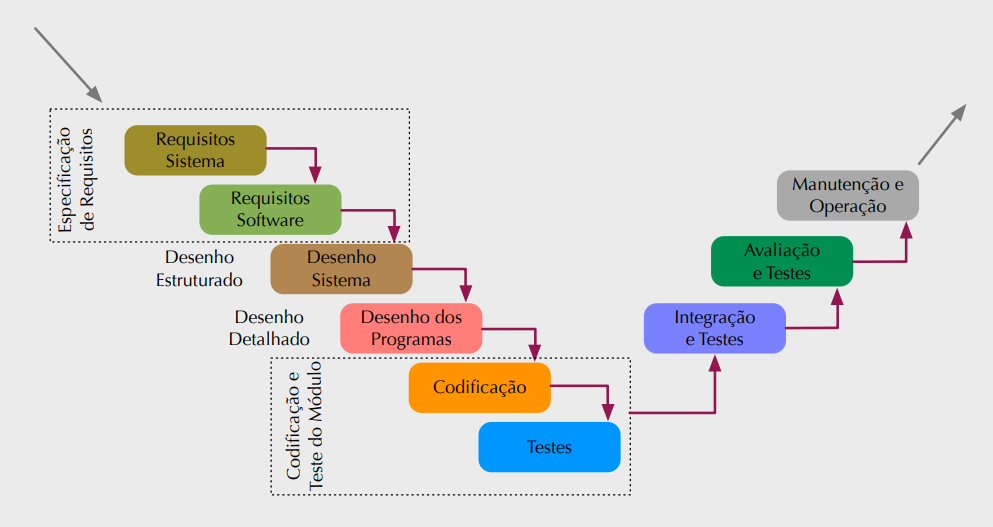 Especificação
de Requisitos
Requisitos
Sistema
Requisitos
Software
Desenho
Estruturado
Desenho
Sistema
Desenho
Detalhado
Desenho dos
Programas
Codificação e
Teste do Módulo
Codificação
Testes
Integração
e Testes
Avaliação
e Testes
Manutenção e
Operação